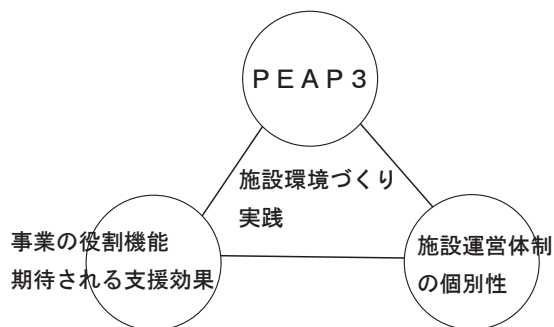 ＰＥＡＰ３
施設環境づくり
実践
事業の役割機能
期待される支援効果
施設運営体制
の個別性